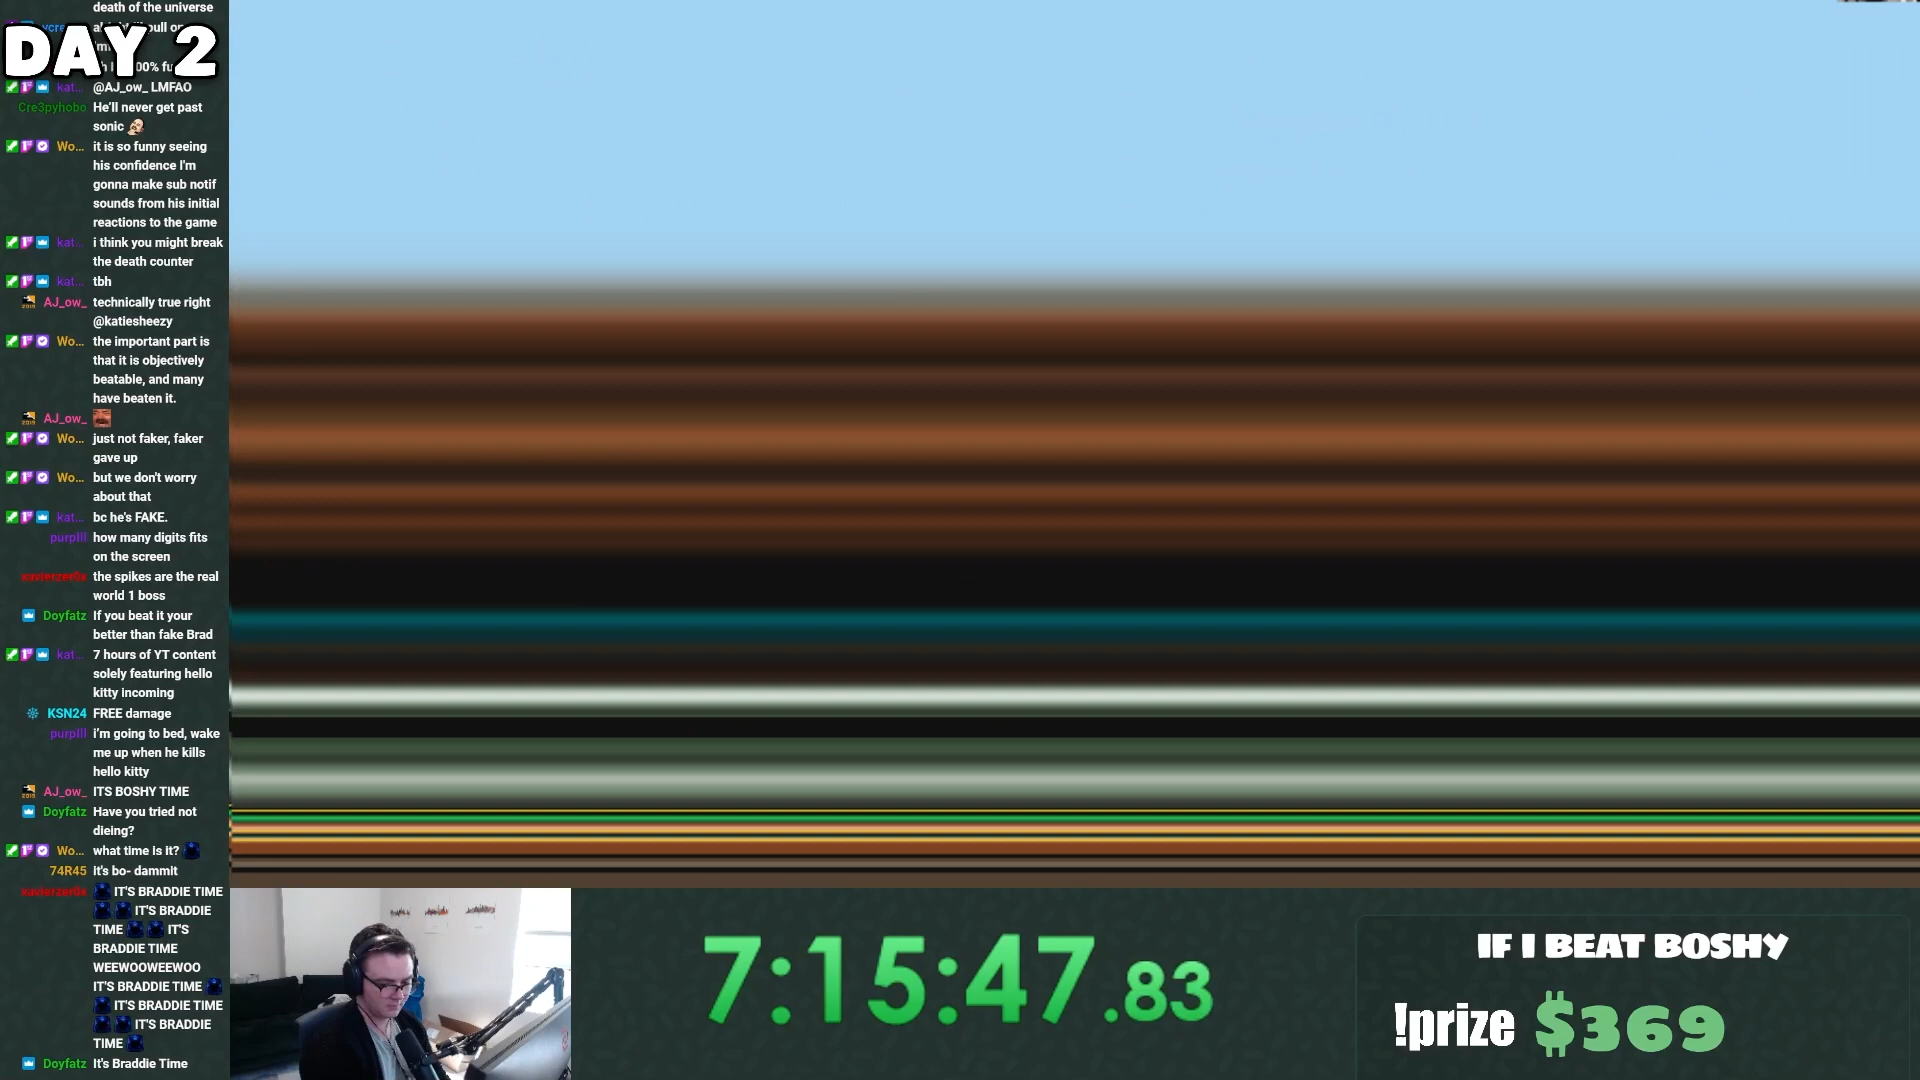 death of the universe
DAY 2
kat... @AJ_ow_ LMFAO
Cre3pyhobo He'll never get past
sonic
Wo... it is so funny seeing
his confidence I'm
gonna make sub notif
sounds from his initial
reactions to the game
kat... i think you might break
the death counter
kat... tbh
AJ_ow_ technically true right
@katiesheezy
Wo... the important part is
that it is objectively
beatable, and many
have beaten it.
AJ_ow_
Wo... just not faker, faker
gave up
Wo... but we don't worry
about that
kat... bc he's FAKE.
purplll how many digits fits
on the screen
xavierzer0x the spikes are the real
world 1 boss
Doyfatz If you beat it your
better than fake Brad
kat... 7 hours of YT content
solely featuring hello
kitty incoming
KSN24 FREE damage
purplll i'm going to bed, wake
me up when he kills
hello kitty
AJ_ow_ ITS BOSHY TIME
Doyfatz Have you tried not
dieing?
Wo... what time is it?
74R45 it's bo- dammit
xavierzer0x IT'S BRADDIE TIME
IT'S BRADDIE
TIME IT'S
BRADDIE TIME
WEEWOOWEEWOO
IT'S BRADDIE TIME
IT'S BRADDIE TIME
IT'S BRADDIE
TIME
Doyfatz It's Braddie Time
7:15:47.83
IF I BEAT BOSHY
!prize $369